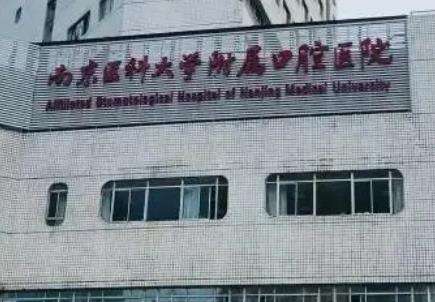 南京医科大学附属口腔医院
Affiliated Stomatological Hospital of Nanjing Medical University